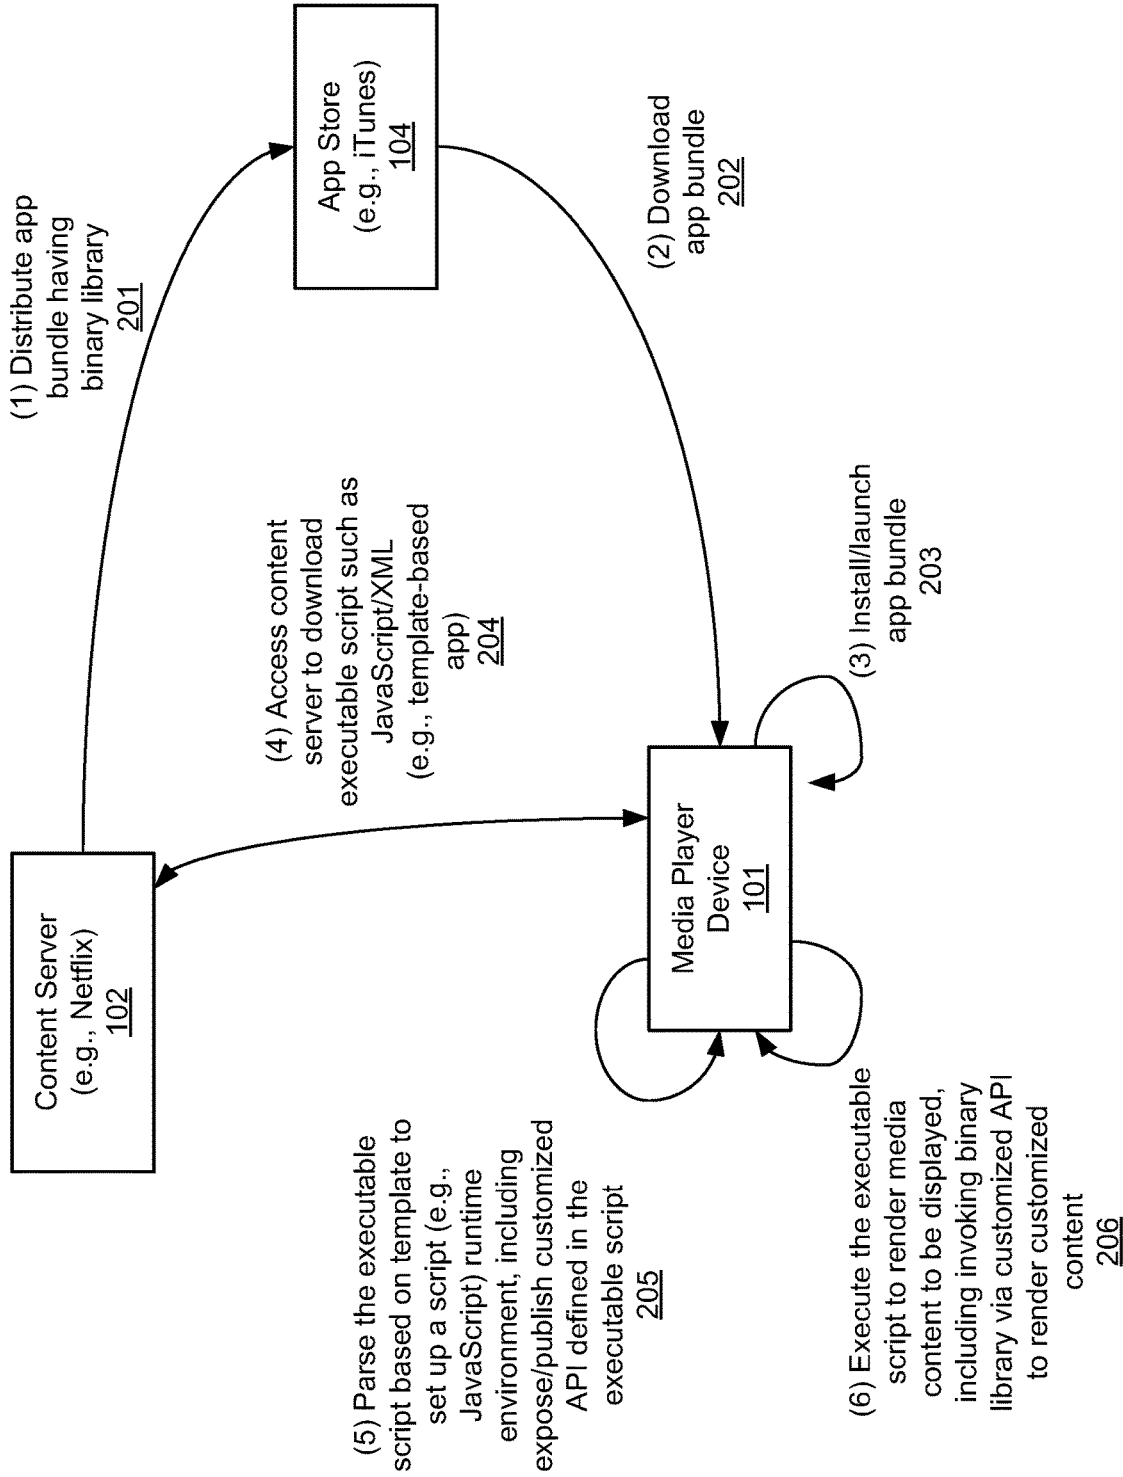 (1) Distribute app
bundle having
binary library
201
App Store
(e.g., iTunes)
104
(2) Download
app bundle
202
Content Server
(e.g., Netflix)
102
(4) Access content
server to download
executable script such as
JavaScript/XML
(e.g., template-based
app)
204
Media Player
Device
101
(3) Install/launch
app bundle
203
(5) Parse the executable
script based on template to
set up a script (e.g.,
JavaScript) runtime
environment, including
expose/publish customized
API defined in the
executable script
205
(6) Execute the executable
script to render media
content to be displayed,
including invoking binary
library via customized API
to render customized
content
206